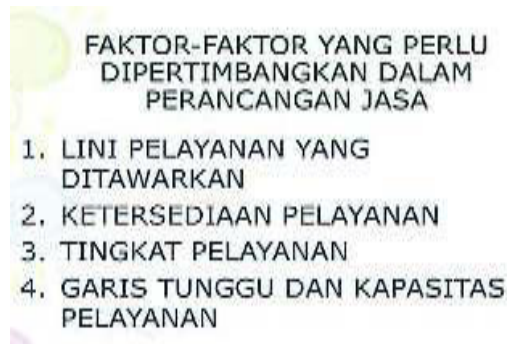 FAKTOR-FAKTOR YANG PERLU
DIPERTIMBANGKAN DALAM
PERANCANGAN JASA
1. LINI PELAYANAN YANG
DITAWARKAN
2. KETERSEDIAAN PELAYANAN
3. TINGKAT PELAYANAN
4. GARIS TUNGGU DAN KAPASITAS
PELAYANAN